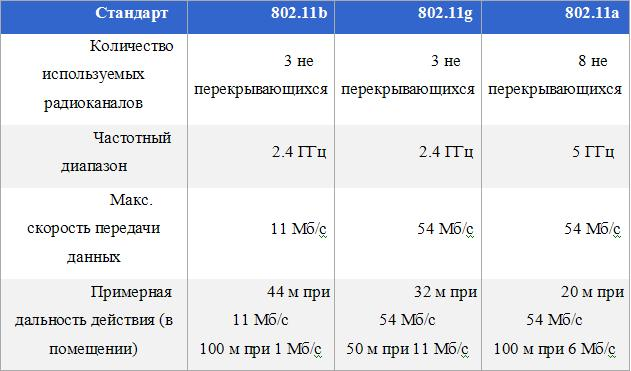 Стандарт 802.11b 802.11g 802.11a
Количество
используемых
радиоканалов
3 не
перекрывающихся
3 не
перекрывающихся
8 не
перекрывающихся
Частотный
диапазон
2.4 ГГц
2.4 ГГц
5 ГГц
Макс.
скорость передачи
данных
11 Мб/с
54 Мб/с
54 Мб/с
Примерная
дальность действия (в
помещении)
44 м при
11 Мб/с
100 м при 1 Мб/с
32 м при
54 Мб/с
50 м при 11 Мб/с
20 м при
54 Мб/с
100 м при 6 Мб/с